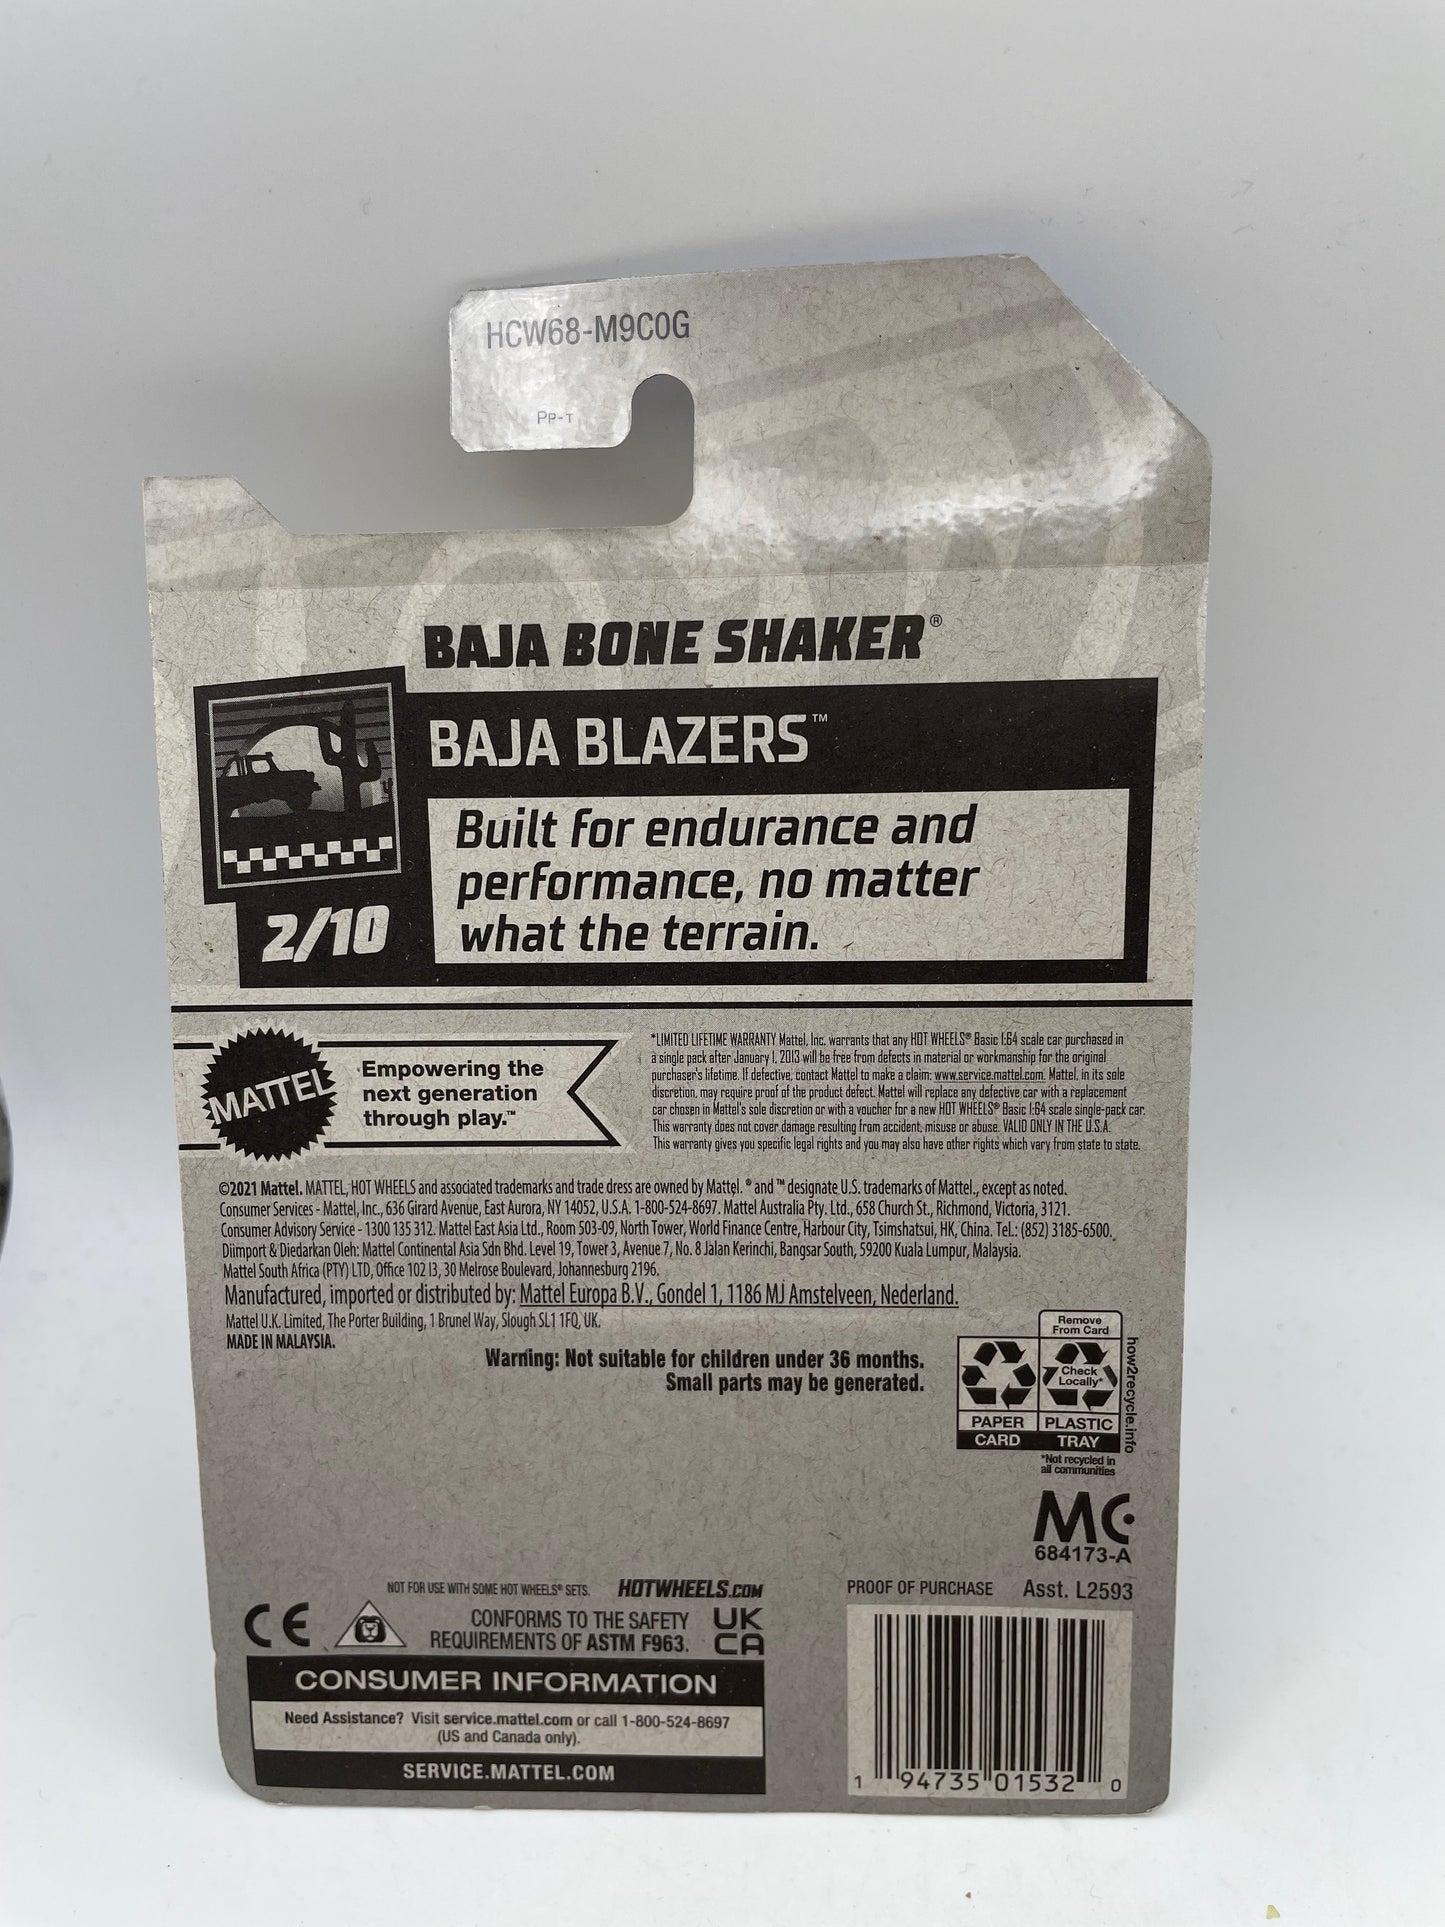 HCW68-M9C0G
PP-T
BAJA BONE SHAKER®
BAJA BLAZERS™
Built for endurance and
performance, no matter
what the terrain.
2/10
MATTEL
Empowering the
next generation
through play.™
*LIMITED LIFETIME WARRANTY Mattel, Inc. warrants that any HOT WHEELS® Basic 1:64 scale car purchased in
a single pack after January 1, 2013 will be free from defects in material or workmanship for the original
purchaser's lifetime. If defective, contact Mattel to make a claim: www.service.mattel.com. Mattel, in its sole
discretion, may require proof of the product defect. Mattel will replace any defective car with a replacement
car chosen in Mattel's sole discretion or with a voucher for a new HOT WHEELS® Basic 1:64 scale single-pack car.
This warranty does not cover damage resulting from accident, misuse or abuse. VALID ONLY IN THE U.S.A.
This warranty gives you specific legal rights and you may also have other rights which vary from state to state.
©2021 Mattel. MATTEL, HOT WHEELS and associated trademarks and trade dress are owned by Mattel. ® and ™ designate U.S. trademarks of Mattel., except as noted.
Consumer Services - Mattel, Inc., 636 Girard Avenue, East Aurora, NY 14052, U.S.A. 1-800-524-8697. Mattel Australia Pty. Ltd., 658 Church St., Richmond, Victoria, 3121.
Consumer Advisory Service - 1300 135 312. Mattel East Asia Ltd., Room 503-09, North Tower, World Finance Centre, Harbour City, Tsimshatsui, HK, China. Tel.: (852) 3185-6500.
Diimport & Diedarkan Oleh: Mattel Continental Asia Sdn Bhd. Level 19, Tower 3, Avenue 7, No. 8 Jalan Kerinchi, Bangsar South, 59200 Kuala Lumpur, Malaysia.
Mattel South Africa (PTY) LTD, Office 102 I3, 30 Melrose Boulevard, Johannesburg 2196.
Manufactured, imported or distributed by: Mattel Europa B.V., Gondel 1, 1186 MJ Amstelveen, Nederland.
Mattel U.K. Limited, The Porter Building, 1 Brunel Way, Slough SL1 1FQ, UK.
MADE IN MALAYSIA.
Warning: Not suitable for children under 36 months.
Small parts may be generated.
Remove
From Card
Check
Locally*
PAPER
CARD
PLASTIC
TRAY
*Not recycled in
all communities
how2recycle.info
MC
684173-A
NOT FOR USE WITH SOME HOT WHEELS® SETS.
HOTWHEELS.COM
CE
CONFORMS TO THE SAFETY
REQUIREMENTS OF ASTM F963.
UK
CA
PROOF OF PURCHASE
Asst. L2593
CONSUMER INFORMATION
Need Assistance? Visit service.mattel.com or call 1-800-524-8697
(US and Canada only).
SERVICE.MATTEL.COM
1 94735 01532 0